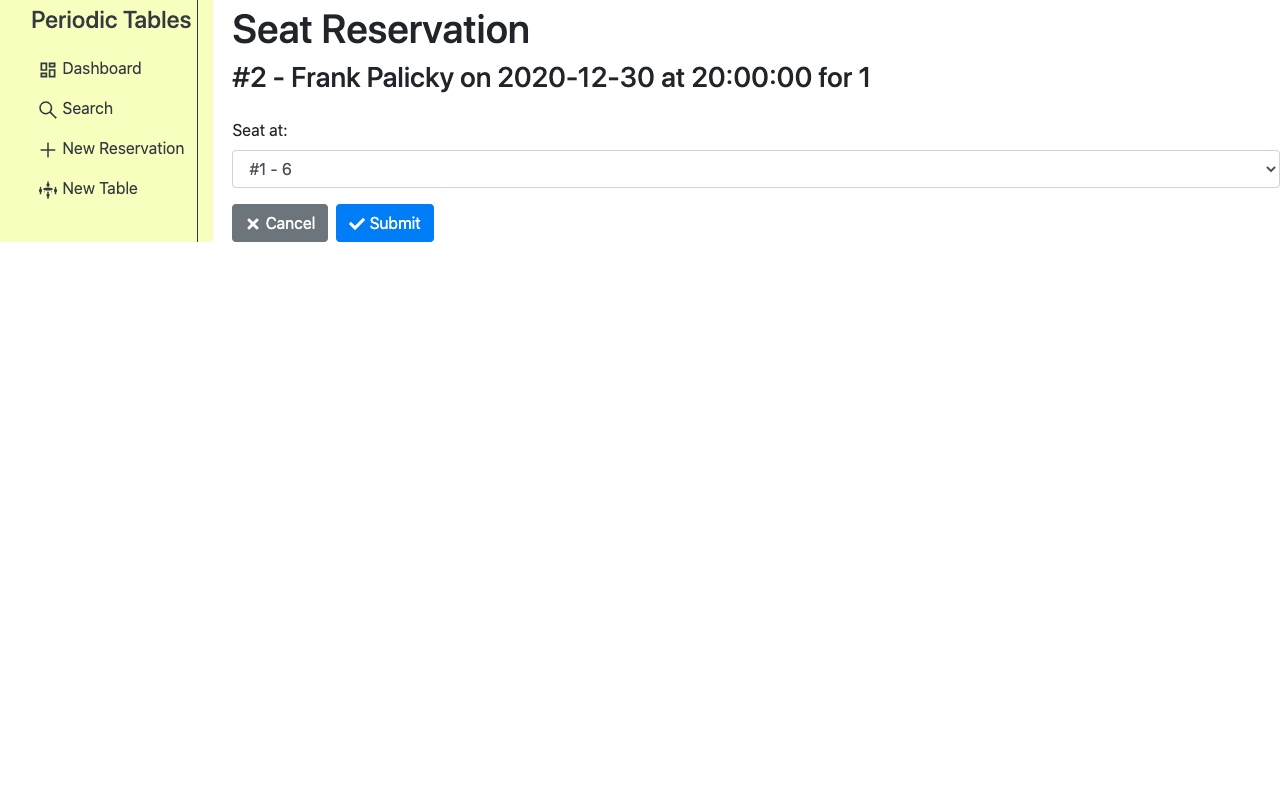 Periodic Tables
Dashboard
Search
New Reservation
New Table
Seat Reservation
#2 - Frank Palicky on 2020-12-30 at 20:00:00 for 1
Seat at:
#1 - 6
Cancel
Submit